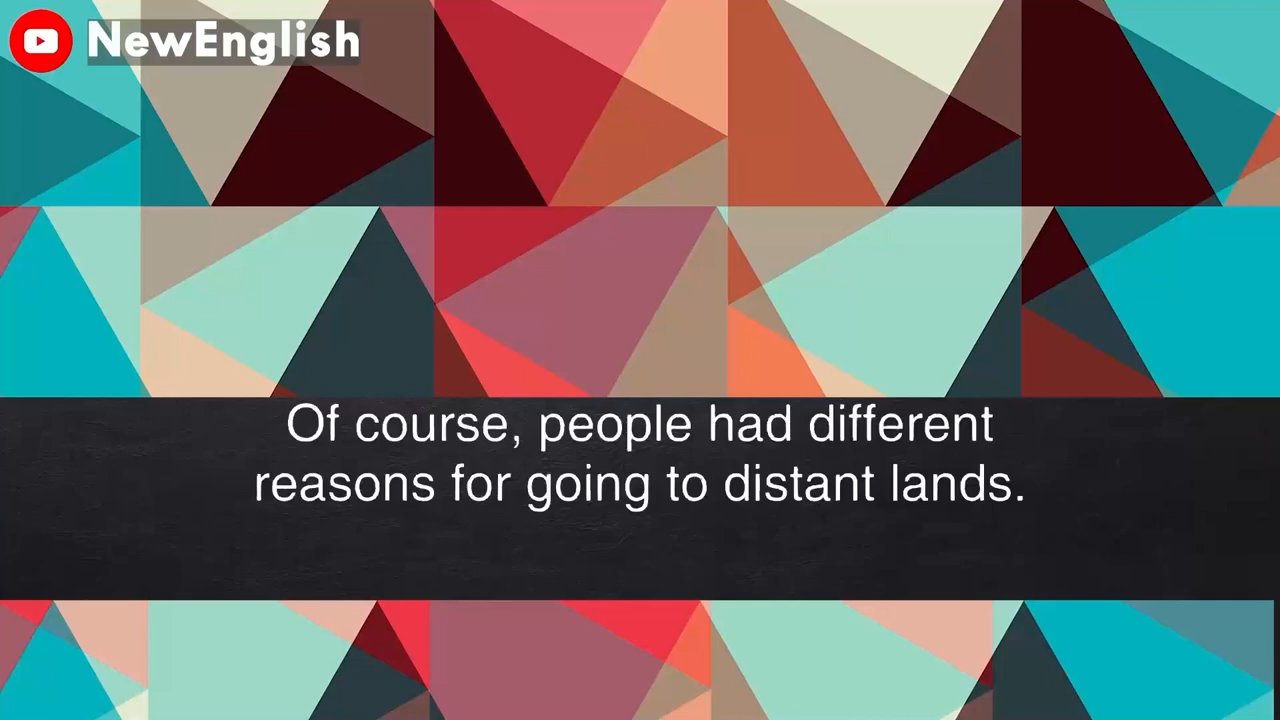 NewEnglish
Of course, people had different
reasons for going to distant lands.